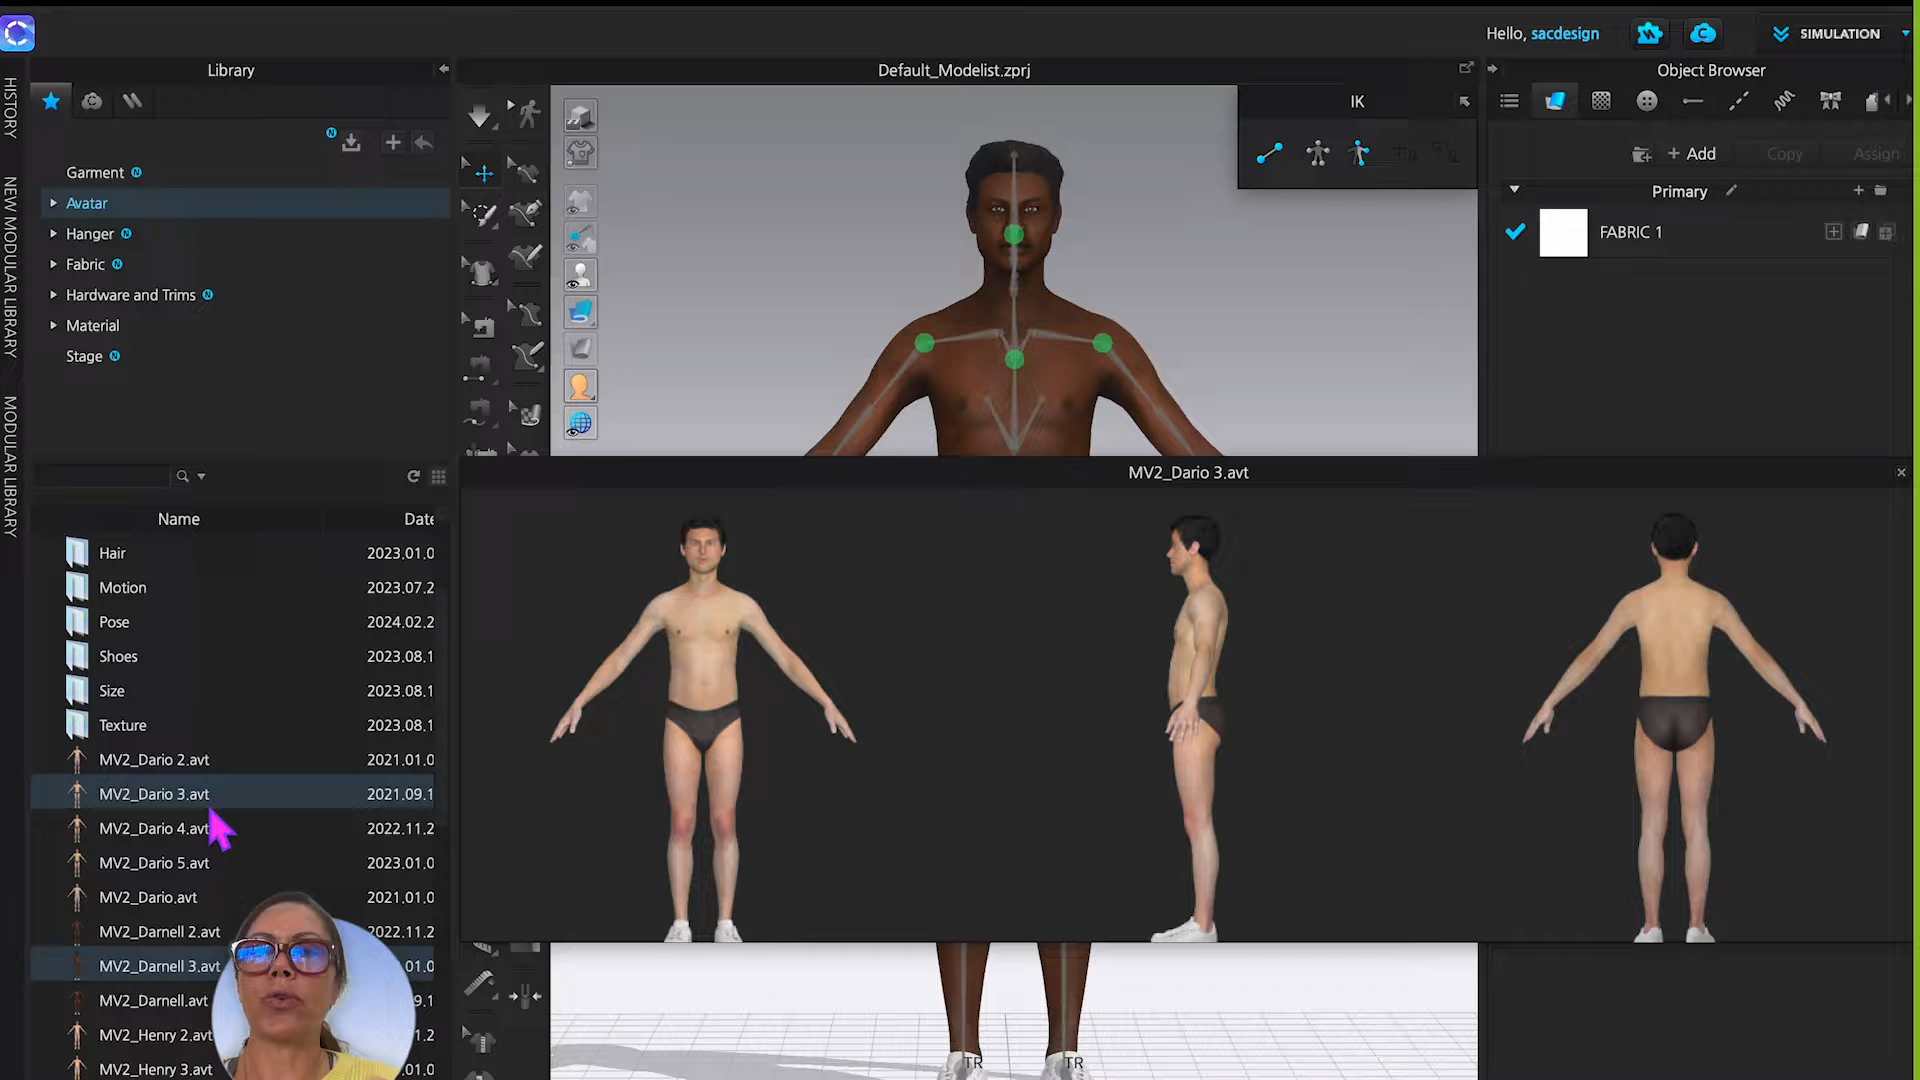 Hello, sacdesign
SIMULATION
Library
Default_Modelist.zprj
Object Browser
HISTORY
NEW MODULAR LIBRARY
MODULAR LIBRARY
IK
N
+ Add
Copy
Assign
Garment N
Avatar
Hanger N
Fabric N
Hardware and Trims N
Material
Stage N
Primary
FABRIC 1
MV2_Dario 3.avt
Name
Date
Hair 2023.01.0
Motion 2023.07.2
Pose 2024.02.2
Shoes 2023.08.1
Size 2023.08.1
Texture 2023.08.1
MV2_Dario 2.avt 2021.01.0
MV2_Dario 3.avt 2021.09.1
MV2_Dario 4.avt 2022.11.2
MV2_Dario 5.avt 2023.01.0
MV2_Dario.avt 2021.01.0
MV2_Darnell 2.avt 2022.11.2
MV2_Darnell 3.avt .01.0
MV2_Darnell.avt 9.1
MV2_Henry 2.avt 1.2
MV2_Henry 3.avt .01.0
TR
TR